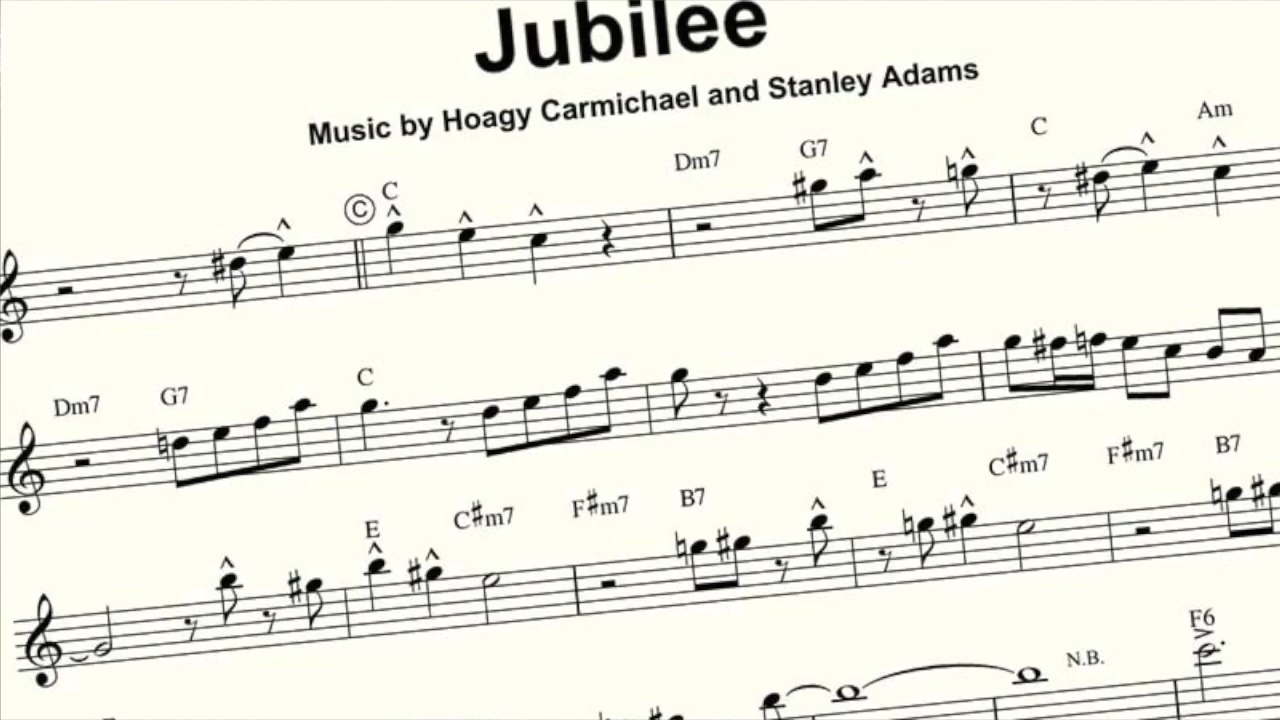 Jubilee
Music by Hoagy Carmichael and Stanley Adams
© C Dm7 G7 C Am
Dm7 G7 C
E C#m7 F#m7 B7 E C#m7 F#m7 B7
N.B. F6